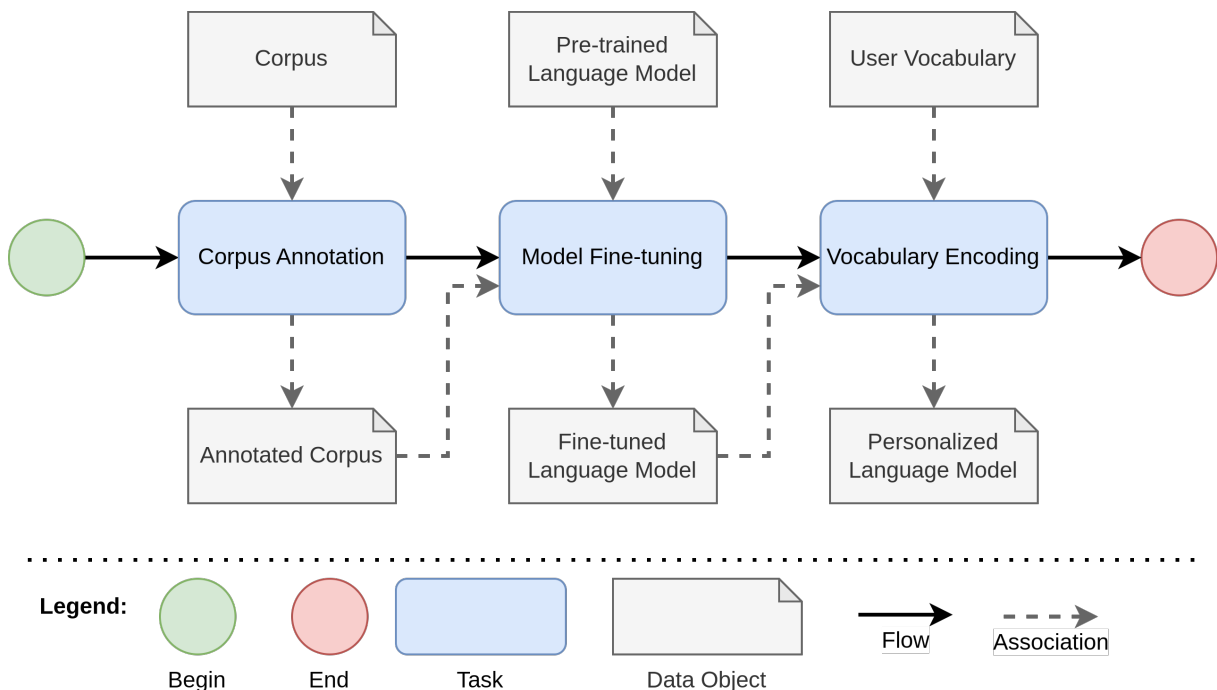 Corpus
Pre-trained
Language Model
User Vocabulary
Corpus Annotation
Model Fine-tuning
Vocabulary Encoding
Annotated Corpus
Fine-tuned
Language Model
Personalized
Language Model
Legend:
Begin
End
Task
Data Object
Flow
Association